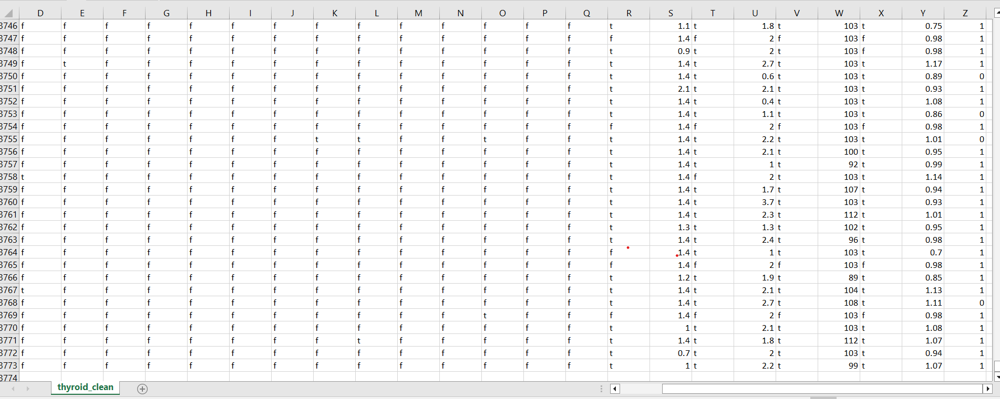 D E F G H I J K L M N O P Q R S T U V W X Y Z
3746 f f f f f f f f f f f f f f t 1.1 t 1.8 t 103 t 0.75 1
3747 f f f f f f f f f f f f f f f 1.4 f 2 f 103 f 0.98 1
3748 f f f f f f f f f f f f f f t 0.9 t 2 t 103 f 0.98 1
3749 f t f f f f f f f f f f f f t 1.4 t 2.7 t 103 t 1.17 1
3750 f f f f f f f f f f f f f f t 1.4 t 0.6 t 103 t 0.89 0
3751 f f f f f f f f f f f f f f t 2.1 t 2.1 t 103 t 0.93 1
3752 f f f f f f f f f f f f f f t 1.4 t 0.4 t 103 t 1.08 1
3753 f f f f f f f f f f f f f f t 1.4 t 1.1 t 103 t 0.86 0
3754 f f f f f f f f f f f f f f f 1.4 f 2 f 103 f 0.98 1
3755 f f f f f f f t t f f t f f t 1.4 t 2.2 t 103 t 1.01 0
3756 f f f f f f f f f f f f f f t 1.4 t 2.1 t 100 t 0.95 1
3757 f f f f f f f f f f f f f f t 1.4 t 1 t 92 t 0.99 1
3758 t f f f f f f f f f f f f f t 1.4 f 2 t 103 t 1.14 1
3759 f f f f f f f f f f f f f f t 1.4 t 1.7 t 107 t 0.94 1
3760 f f f f f f f f f f f f f f t 1.4 t 3.7 t 103 t 0.93 1
3761 f f f f f f f f f f f f f f t 1.4 t 2.3 t 112 t 1.01 1
3762 f f f f f f f f f f f f f f t 1.3 t 1.3 t 102 t 0.95 1
3763 f f f f f f f f f f f f f f t 1.4 t 2.4 t 96 t 0.98 1
3764 f f f f f f f f f f f f f f f 1.4 t 1 t 103 t 0.7 1
3765 f f f f f f f f f f f f f f f 1.4 f 2 f 103 f 0.98 1
3766 f f f f f f f f f f f f f f t 1.2 t 1.9 t 89 t 0.85 1
3767 t f f f f f f f f f f f f f t 1.4 t 2.1 t 104 t 1.13 1
3768 f f f f f f f f f f f f f f t 1.4 t 2.7 t 108 t 1.11 0
3769 f f f f f f f f f f f t f f f 1.4 f 2 f 103 f 0.98 1
3770 f f f f f f f f f f f f f f t 1 t 2.1 t 103 t 1.08 1
3771 f f f f f f f f t f f f f f t 1.4 t 1.8 t 112 t 1.07 1
3772 f f f f f f f f f f f f f f t 0.7 t 2 t 103 t 0.94 1
3773 f f f f f f f f f f f f f f t 1 t 2.2 t 99 t 1.07 1
3774
thyroid_clean